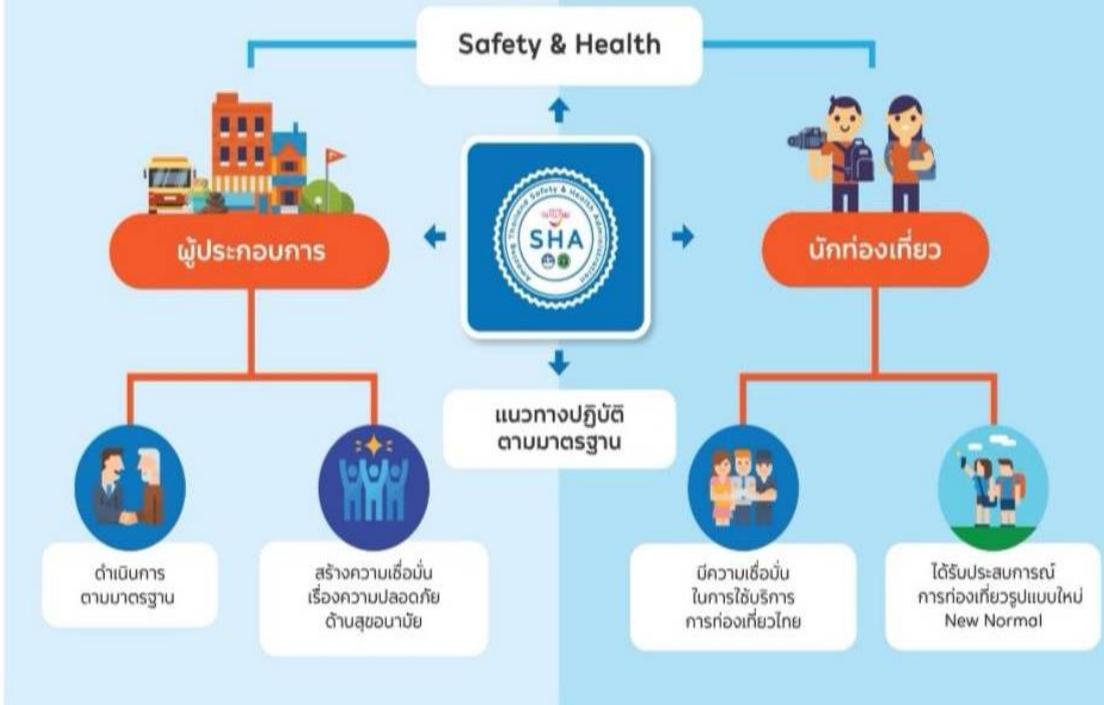 Safety & Health
ผู้ประกอบการ
Amazing Thailand Safety & Health Administration
SHA
นักท่องเที่ยว
แนวทางปฏิบัติ
ตามมาตรฐาน
ดำเนินการ
ตามมาตรฐาน
สร้างความเชื่อมั่น
เรื่องความปลอดภัย
ด้านสุขอนามัย
มีความเชื่อมั่น
ในการใช้บริการ
การท่องเที่ยวไทย
ได้รับประสบการณ์
การท่องเที่ยวรูปแบบใหม่
New Normal